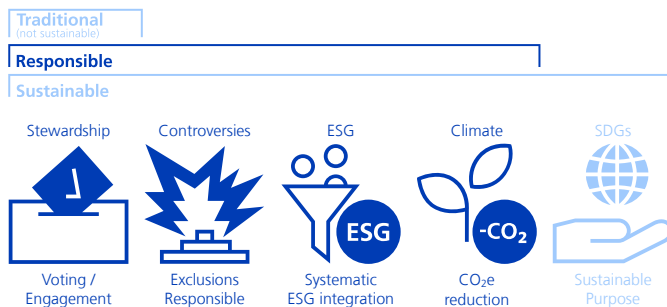 Traditional
(not sustainable)
Responsible
Sustainable
Stewardship
Controversies
ESG
Climate
SDGs
ESG
-CO₂
Voting /
Engagement
Exclusions
Responsible
Systematic
ESG integration
CO₂e
reduction
Sustainable
Purpose